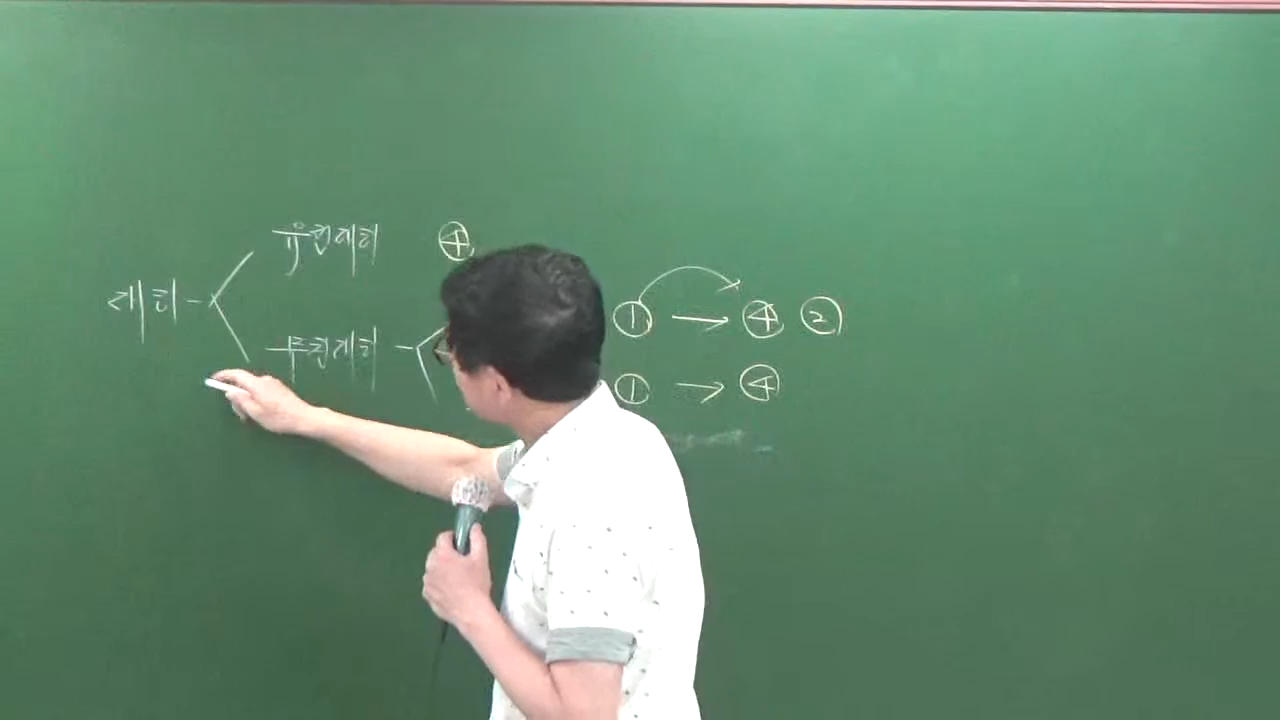 유권대리 ④
대리
① → ④ ②
무권대리
① → ④